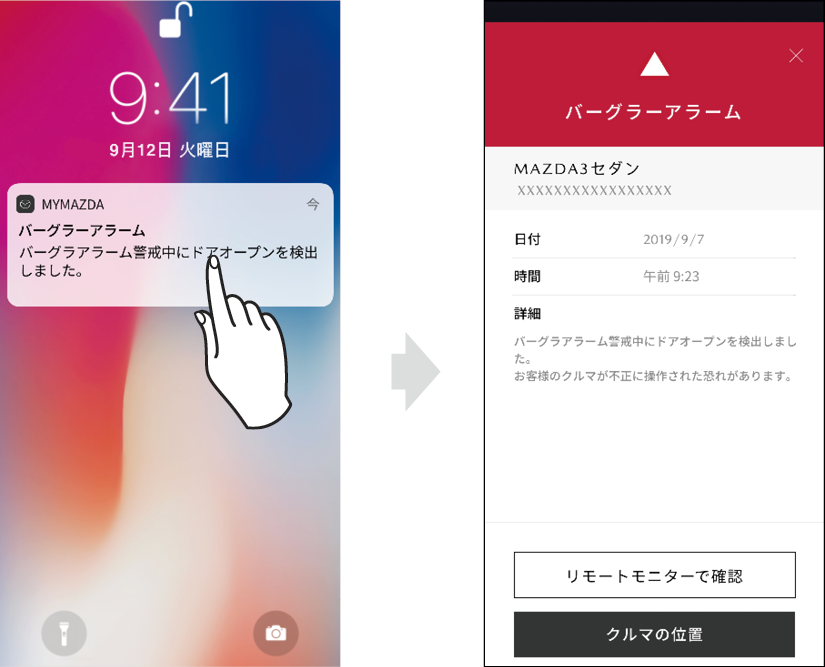 9:41
9月12日 火曜日
MYMAZDA
今
バーグラーアラーム
バーグラアラーム警戒中にドアオープンを検出
しました。
バーグラーアラーム
MAZDA3セダン
XXXXXXXXXXXXXXXXX
日付 2019/9/7
時間 午前 9:23
詳細
バーグラアラーム警戒中にドアオープンを検出しまし
た。
お客様のクルマが不正に操作された恐れがあります。
リモートモニターで確認
クルマの位置